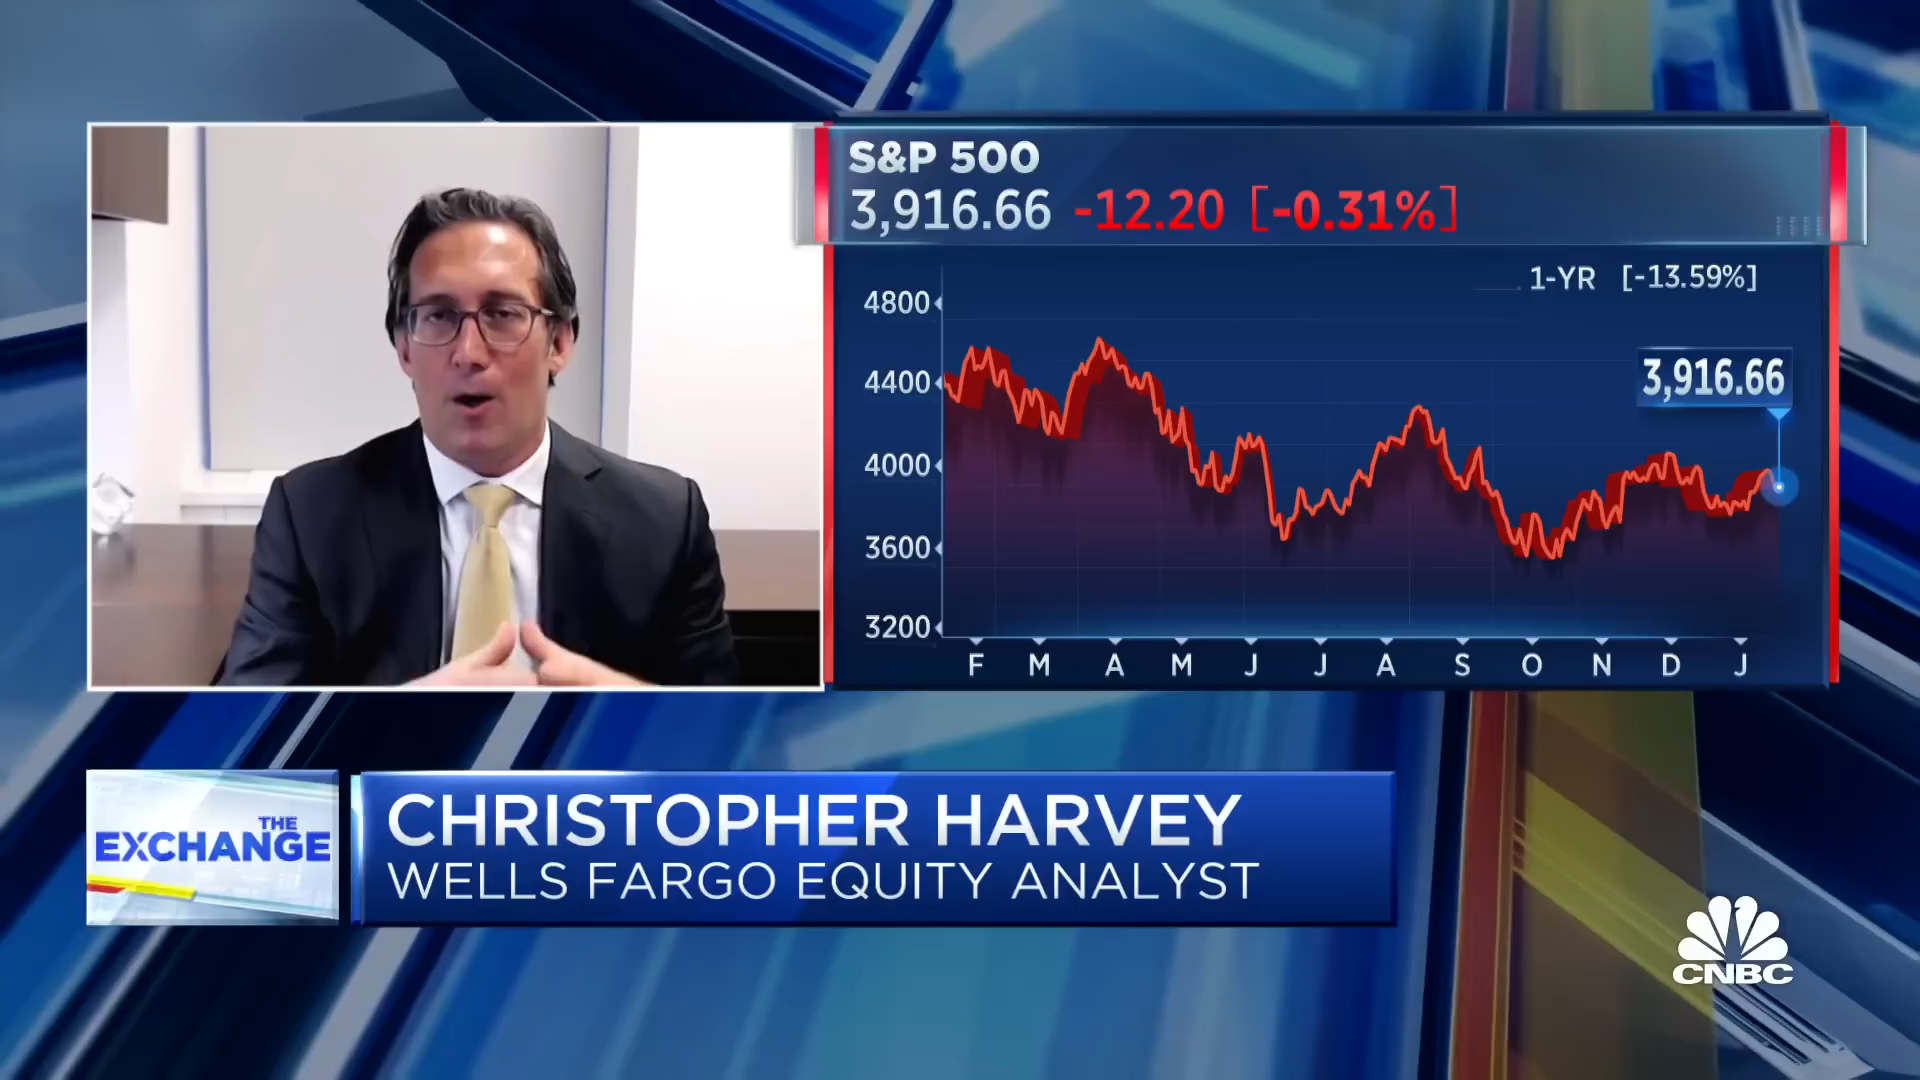 S&P 500
3,916.66 -12.20 [-0.31%]
1-YR [-13.59%]
4800
4400
4000
3600
3200
3,916.66
F M A M J J A S O N D J
THE
EXCHANGE
CHRISTOPHER HARVEY
WELLS FARGO EQUITY ANALYST
CNBC